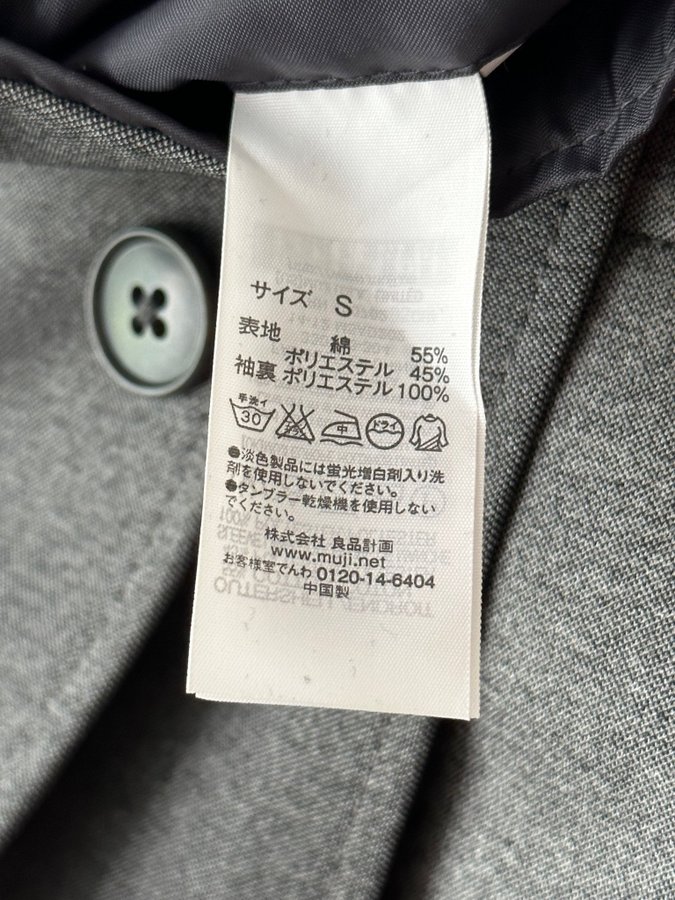 サイズ S
表地 綿 55%
ポリエステル 45%
袖裏 ポリエステル 100%
手洗イ 30 中 ドライ
●淡色製品には蛍光増白剤入り洗
剤を使用しないでください。
●タンブラー乾燥機を使用しない
でください。
株式会社 良品計画
www.muji.net
お客様室でんわ 0120-14-6404
中国製